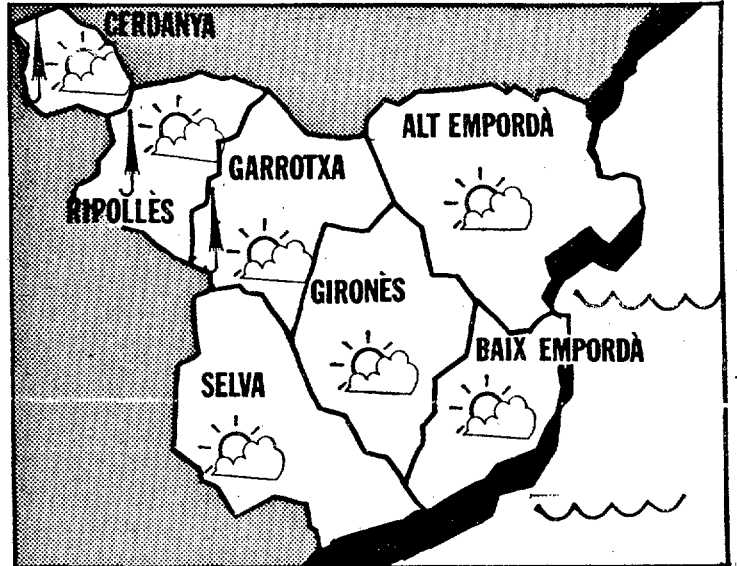 CERDANYA
ALT EMPORDÀ
GARROTXA
RIPOLLÈS
GIRONÈS
BAIX EMPORDÀ
SELVA